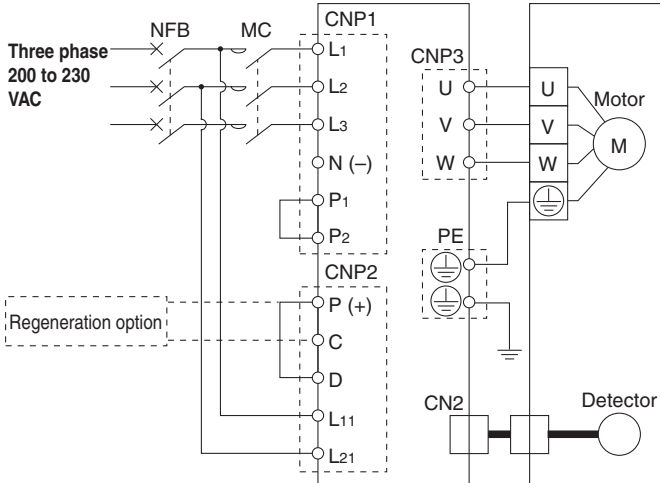 NFB MC CNP1
Three phase
200 to 230
VAC
L1
L2
L3
N (–)
P1
P2
CNP2
Regeneration option
P (+)
C
D
L11
L21
CNP3
U
V
W
PE
CN2
U
V
W
Motor
M
Detector